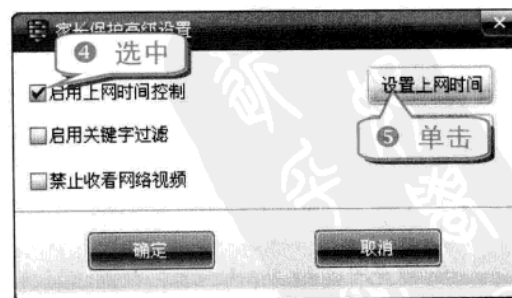 家长保护高级设置
④ 选中
启用上网时间控制
设置上网时间
启用关键字过滤
⑤ 单击
禁止收看网络视频
确定
取消